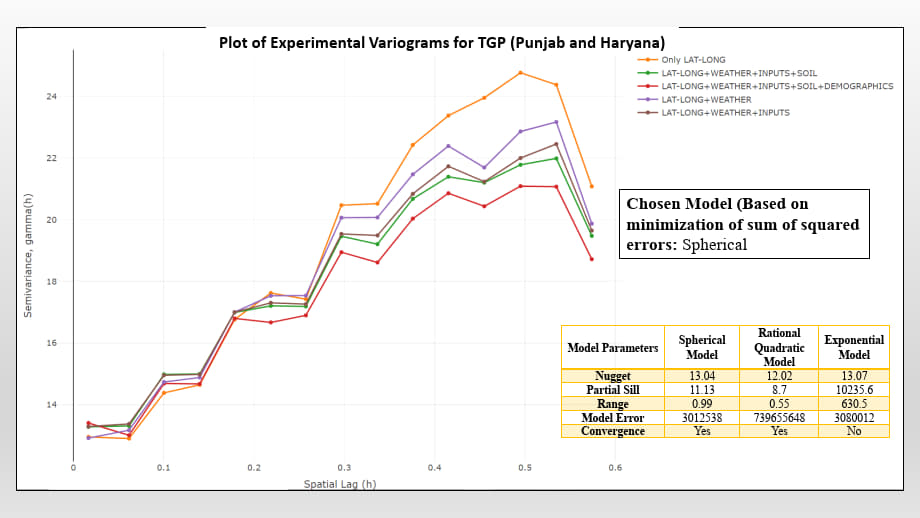 Plot of Experimental Variograms for TGP (Punjab and Haryana)
Only LAT-LONG
LAT-LONG+WEATHER+INPUTS+SOIL
LAT-LONG+WEATHER+INPUTS+SOIL+DEMOGRAPHICS
LAT-LONG+WEATHER
LAT-LONG+WEATHER+INPUTS
Semivariance, gamma(h)
24
22
20
18
16
14
0 0.1 0.2 0.3 0.4 0.5 0.6
Spatial Lag (h)
Chosen Model (Based on
minimization of sum of squared
errors: Spherical
Model Parameters Spherical Model Rational Quadratic Model Exponential Model
Nugget 13.04 12.02 13.07
Partial Sill 11.13 8.7 10235.6
Range 0.99 0.55 630.5
Model Error 3012538 739655648 3080012
Convergence Yes Yes No